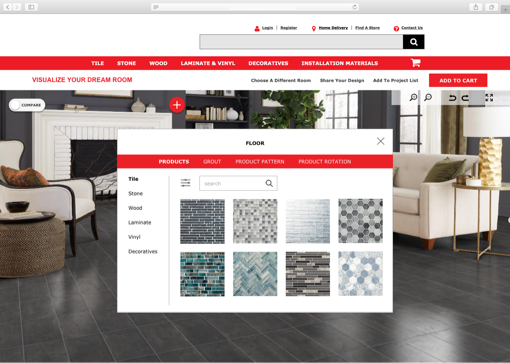 Login | Register Home Delivery | Find A Store Contact Us
TILE STONE WOOD LAMINATE & VINYL DECORATIVES INSTALLATION MATERIALS
VISUALIZE YOUR DREAM ROOM Choose A Different Room Share Your Design Add To Project List ADD TO CART
COMPARE
FLOOR
PRODUCTS GROUT PRODUCT PATTERN PRODUCT ROTATION
Tile
search
Stone
Wood
Laminate
Vinyl
Decoratives